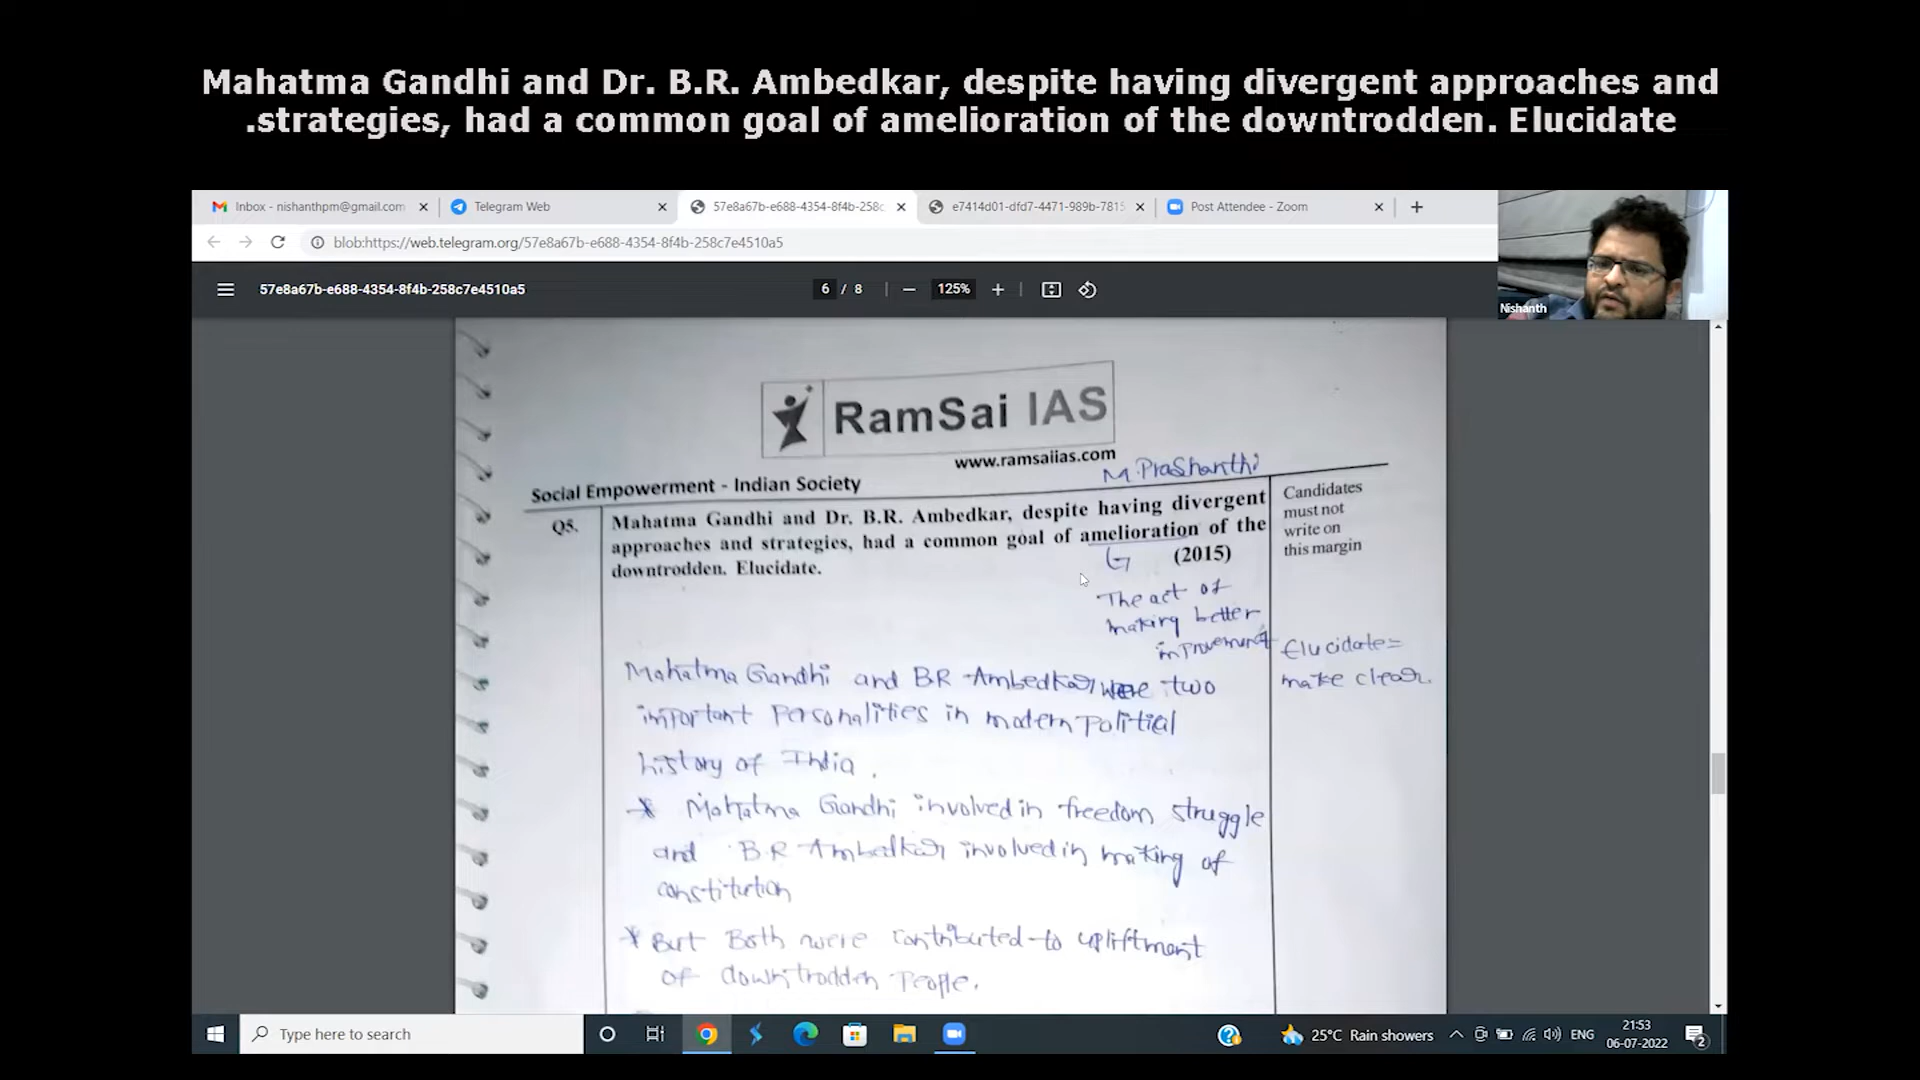 Mahatma Gandhi and Dr. B.R. Ambedkar, despite having divergent approaches and
.strategies, had a common goal of amelioration of the downtrodden. Elucidate
Inbox - nishanthpm@gmail.com
Telegram Web
57e8a67b-e688-4354-8f4b-258c
e7414d01-dfd7-4471-989b-7815
Post Attendee - Zoom
blob:https://web.telegram.org/57e8a67b-e688-4354-8f4b-258c7e4510a5
57e8a67b-e688-4354-8f4b-258c7e4510a5
6 / 8
125%
Nishanth
RamSai IAS
www.ramsaiias.com
M.Prashanthi
Social Empowerment - Indian Society
Q5.
Mahatma Gandhi and Dr. B.R. Ambedkar, despite having divergent
approaches and strategies, had a common goal of amelioration of the
downtrodden. Elucidate.
(2015)
Candidates
must not
write on
this margin
The act of
making better
improvement
Elucidate=
make clear.
Mahatma Gandhi and BR Ambedkar were two
important Personalities in modern Political
history of India.
* Mahatma Gandhi involved in freedom struggle
and B.R Ambedkar involved in making of
constitution
* But Both were contributed to upliftment
of downtrodden People.
Type here to search
25°C Rain showers
ENG
21:53
06-07-2022
2